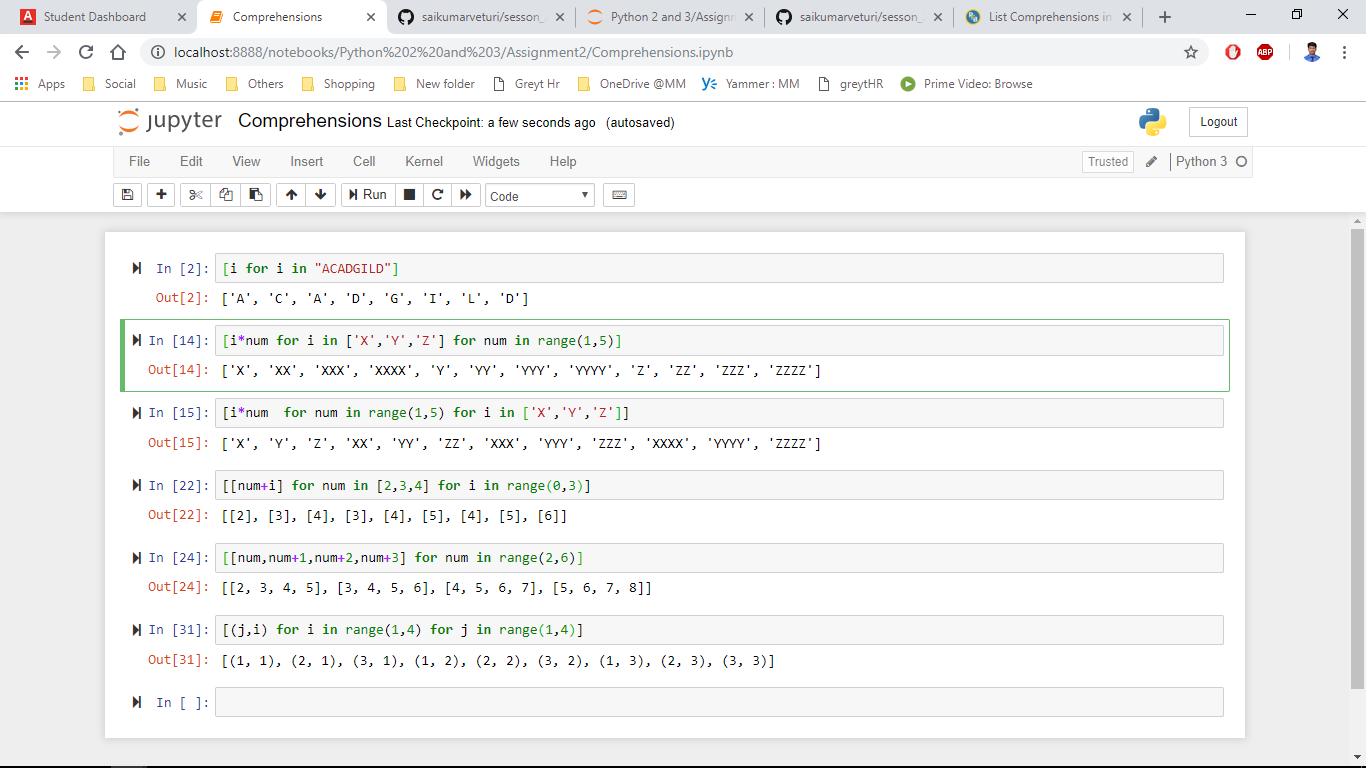 Student Dashboard
Comprehensions
saikumarveturi/sesson_
Python 2 and 3/Assignm
saikumarveturi/sesson_
List Comprehensions in
localhost:8888/notebooks/Python%202%20and%203/Assignment2/Comprehensions.ipynb
ABP
Apps Social Music Others Shopping New folder Greyt Hr OneDrive @MM Yammer : MM greytHR Prime Video: Browse
jupyter Comprehensions Last Checkpoint: a few seconds ago (autosaved)
Logout
File Edit View Insert Cell Kernel Widgets Help
Trusted Python 3
Run Code
In [2]: [i for i in "ACADGILD"]
Out[2]: ['A', 'C', 'A', 'D', 'G', 'I', 'L', 'D']
In [14]: [i*num for i in ['X','Y','Z'] for num in range(1,5)]
Out[14]: ['X', 'XX', 'XXX', 'XXXX', 'Y', 'YY', 'YYY', 'YYYY', 'Z', 'ZZ', 'ZZZ', 'ZZZZ']
In [15]: [i*num  for num in range(1,5) for i in ['X','Y','Z']]
Out[15]: ['X', 'Y', 'Z', 'XX', 'YY', 'ZZ', 'XXX', 'YYY', 'ZZZ', 'XXXX', 'YYYY', 'ZZZZ']
In [22]: [[num+i] for num in [2,3,4] for i in range(0,3)]
Out[22]: [[2], [3], [4], [3], [4], [5], [4], [5], [6]]
In [24]: [[num,num+1,num+2,num+3] for num in range(2,6)]
Out[24]: [[2, 3, 4, 5], [3, 4, 5, 6], [4, 5, 6, 7], [5, 6, 7, 8]]
In [31]: [(j,i) for i in range(1,4) for j in range(1,4)]
Out[31]: [(1, 1), (2, 1), (3, 1), (1, 2), (2, 2), (3, 2), (1, 3), (2, 3), (3, 3)]
In [ ]: